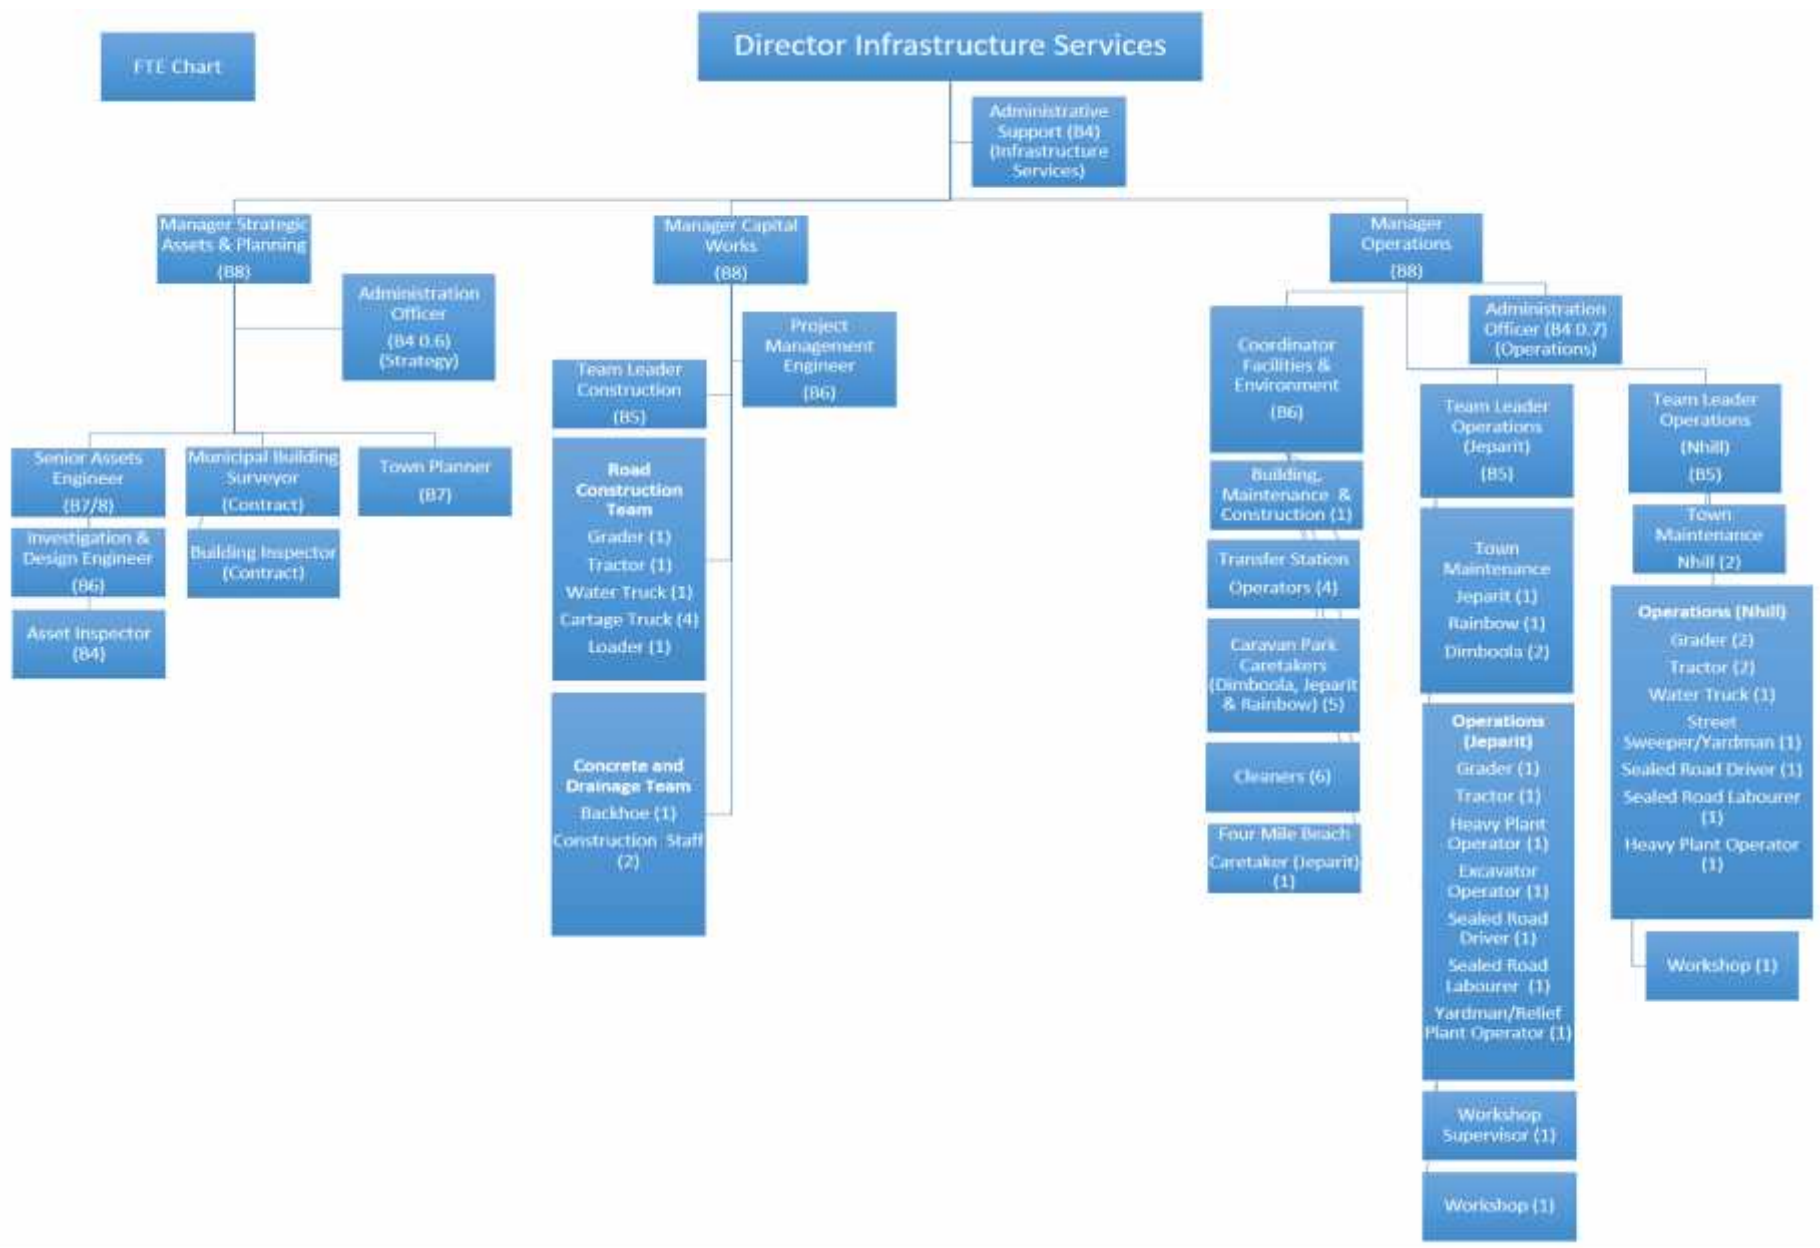 FTE Chart
Director Infrastructure Services
Administrative
Support (B4)
(Infrastructure
Services)
Manager Strategic
Assets & Planning
(B8)
Administration
Officer
(B4 0.6)
(Strategy)
Senior Assets
Engineer
(B7/8)
Investigation &
Design Engineer
(B6)
Asset Inspector
(B4)
Municipal Building
Surveyor
(Contract)
Building Inspector
(Contract)
Town Planner
(B7)
Manager Capital
Works
(B8)
Project
Management
Engineer
(B6)
Team Leader
Construction
(B5)
Road
Construction
Team
Grader (1)
Tractor (1)
Water Truck (1)
Cartage Truck (4)
Loader (1)
Concrete and
Drainage Team
Backhoe (1)
Construction Staff
(2)
Manager
Operations
(B8)
Administration
Officer (B4 0.7)
(Operations)
Coordinator
Facilities &
Environment
(B6)
Building,
Maintenance &
Construction (1)
Transfer Station
Operators (4)
Caravan Park
Caretakers
(Dimboola, Jeparit
& Rainbow) (5)
Cleaners (6)
Four Mile Beach
Caretaker (Jeparit)
(1)
Team Leader
Operations
(Jeparit)
(B5)
Town
Maintenance
Jeparit (1)
Rainbow (1)
Dimboola (2)
Operations
(Jeparit)
Grader (1)
Tractor (1)
Heavy Plant
Operator (1)
Excavator
Operator (1)
Sealed Road
Driver (1)
Sealed Road
Labourer (1)
Yardman/Relief
Plant Operator (1)
Workshop
Supervisor (1)
Workshop (1)
Team Leader
Operations
(Nhill)
(B5)
Town
Maintenance
Nhill (2)
Operations (Nhill)
Grader (2)
Tractor (2)
Water Truck (1)
Street
Sweeper/Yardman (1)
Sealed Road Driver (1)
Sealed Road Labourer
(1)
Heavy Plant Operator
(1)
Workshop (1)